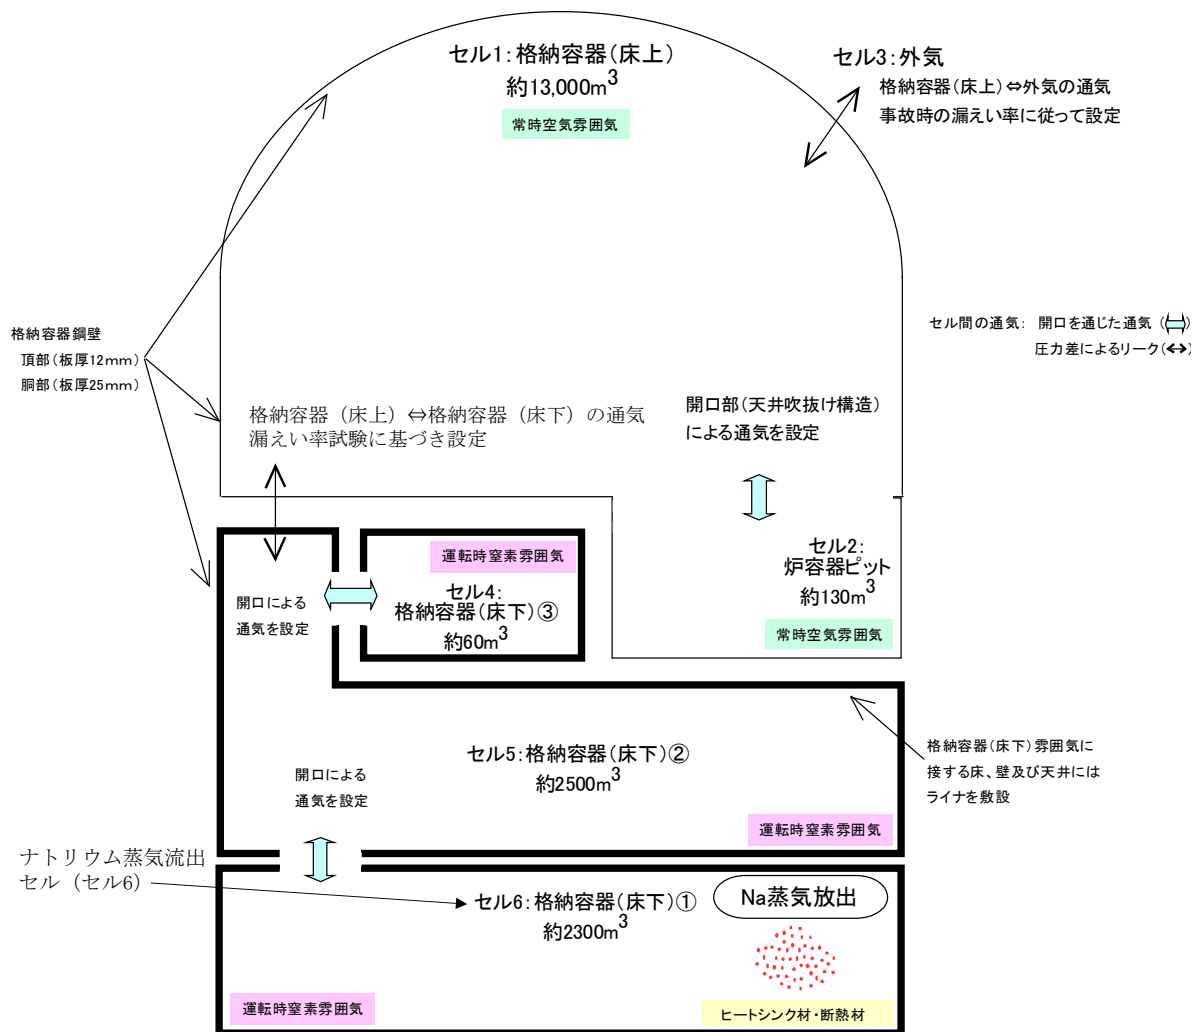 セル1：格納容器（床上）
約13,000m3
常時空気雰囲気
セル3：外気
格納容器（床上）⇔外気の通気
事故時の漏えい率に従って設定
格納容器鋼壁
頂部（板厚12mm）
胴部（板厚25mm）
セル間の通気： 開口を通じた通気（⇔）
圧力差によるリーク（↔）
格納容器（床上）⇔格納容器（床下）の通気
漏えい率試験に基づき設定
開口部（天井吹抜け構造）
による通気を設定
セル2：
炉容器ピット
約130m3
常時空気雰囲気
運転時窒素雰囲気
セル4：
格納容器（床下）③
約60m3
開口による
通気を設定
セル5：格納容器（床下）②
約2500m3
開口による
通気を設定
運転時窒素雰囲気
格納容器（床下）雰囲気に
接する床、壁及び天井には
ライナを敷設
ナトリウム蒸気流出
セル（セル6）
セル6：格納容器（床下）①
約2300m3
Na蒸気放出
運転時窒素雰囲気
ヒートシンク材・断熱材